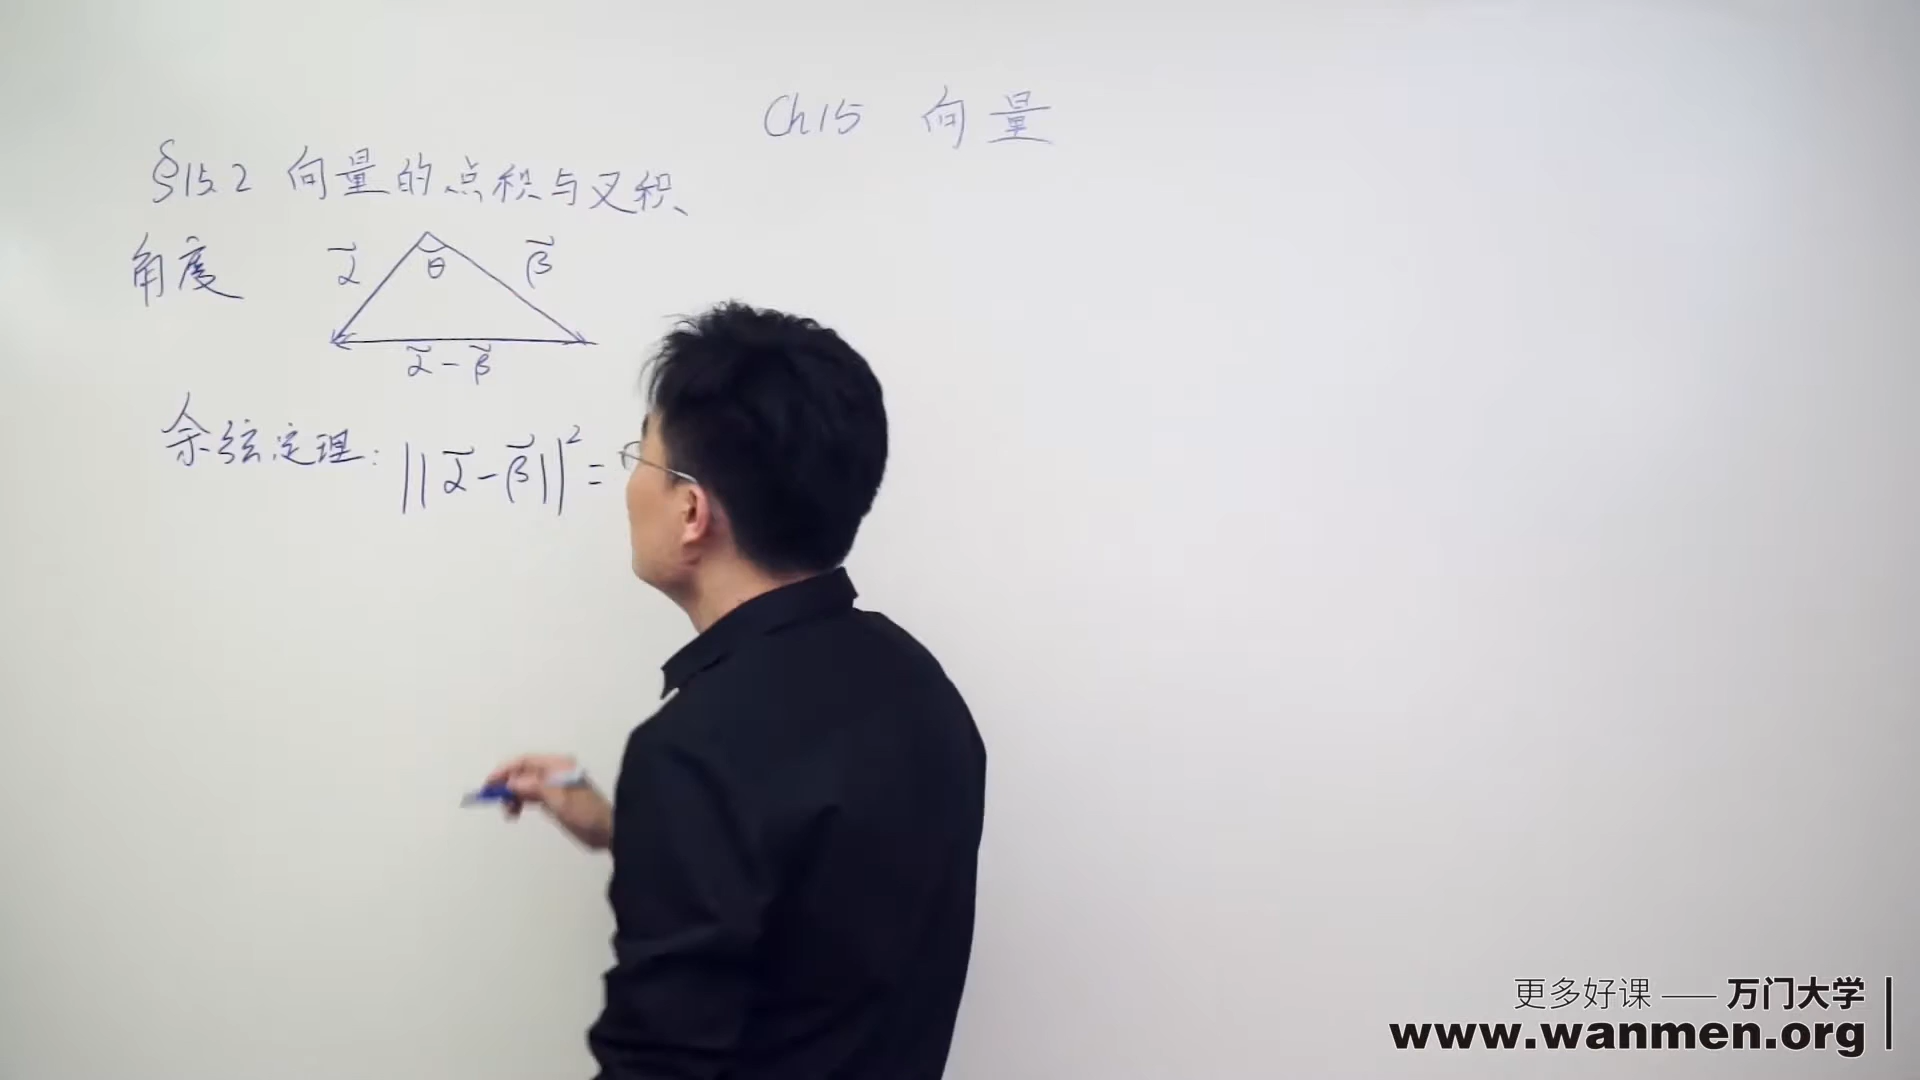 Ch15 向量
§15.2 向量的点积与叉积
角度
α⃗ θ β⃗
α⃗ - β⃗
余弦定理: ||α⃗ - β⃗||² =
更多好课 —— 万门大学
www.wanmen.org